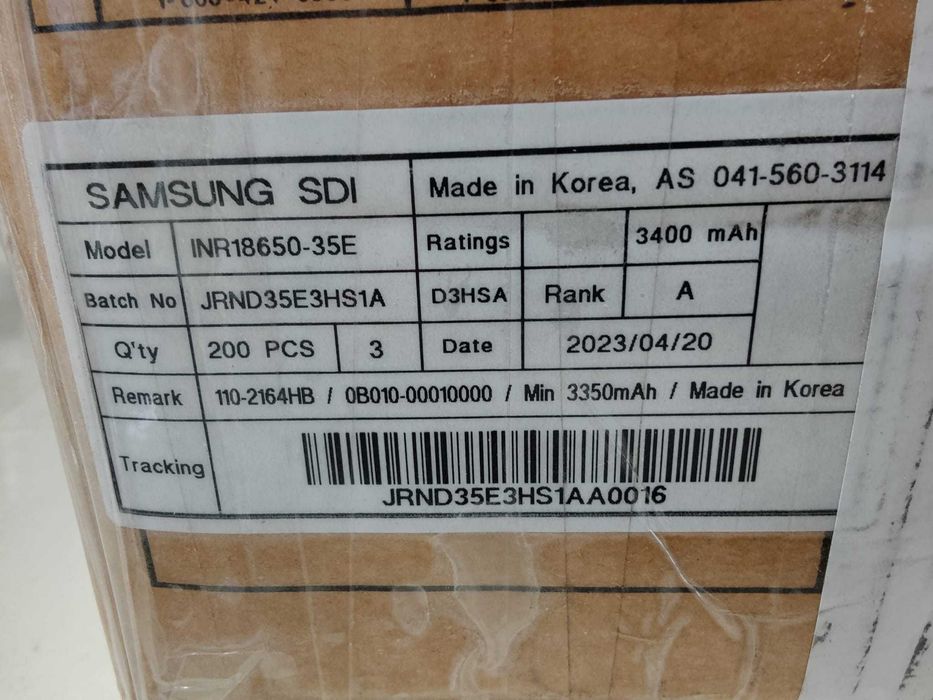 SAMSUNG SDI Made in Korea, AS 041-560-3114
Model INR18650-35E Ratings 3400 mAh
Batch No JRND35E3HS1A D3HSA Rank A
Q'ty 200 PCS 3 Date 2023/04/20
Remark 110-2164HB / 0B010-00010000 / Min 3350mAh / Made in Korea
Tracking
JRND35E3HS1AA0016